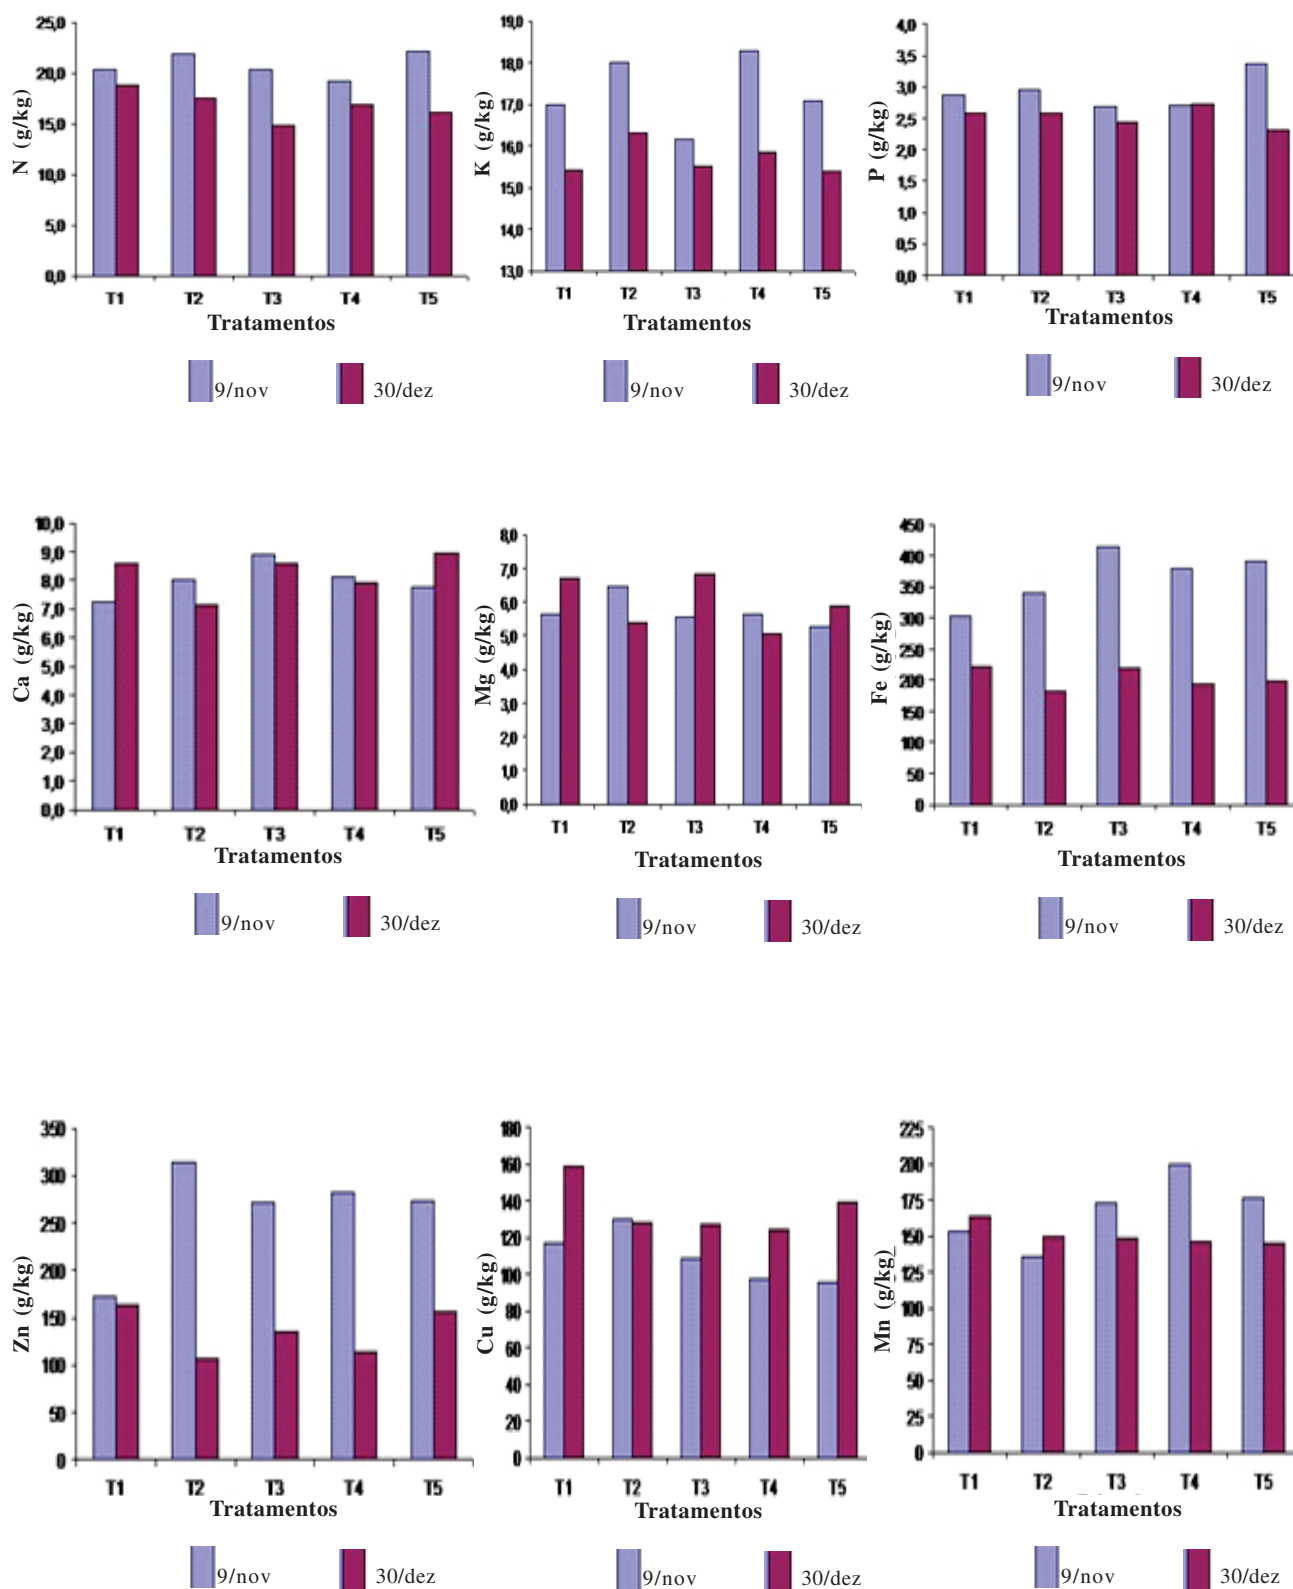 N (g/kg)
25,0
20,0
15,0
10,0
5,0
0,0
T1 T2 T3 T4 T5
Tratamentos
9/nov 30/dez
K (g/kg)
19,0
18,0
17,0
16,0
15,0
14,0
13,0
T1 T2 T3 T4 T5
Tratamentos
9/nov 30/dez
P (g/kg)
4,0
3,5
3,0
2,5
2,0
1,5
1,0
0,5
0,0
T1 T2 T3 T4 T5
Tratamentos
9/nov 30/dez
Ca (g/kg)
10,0
9,0
8,0
7,0
6,0
5,0
4,0
3,0
2,0
1,0
0,0
T1 T2 T3 T4 T5
Tratamentos
9/nov 30/dez
Mg (g/kg)
8,0
7,0
6,0
5,0
4,0
3,0
2,0
1,0
0,0
T1 T2 T3 T4 T5
Tratamentos
9/nov 30/dez
Fe (g/kg)
450
400
350
300
250
200
150
100
50
0
T1 T2 T3 T4 T5
Tratamentos
9/nov 30/dez
Zn (g/kg)
350
300
250
200
150
100
50
0
T1 T2 T3 T4 T5
Tratamentos
9/nov 30/dez
Cu (g/kg)
180
160
140
120
100
80
60
40
20
0
T1 T2 T3 T4 T5
Tratamentos
9/nov 30/dez
Mn (g/kg)
225
200
175
150
125
100
75
50
25
0
T1 T2 T3 T4 T5
Tratamentos
9/nov 30/dez